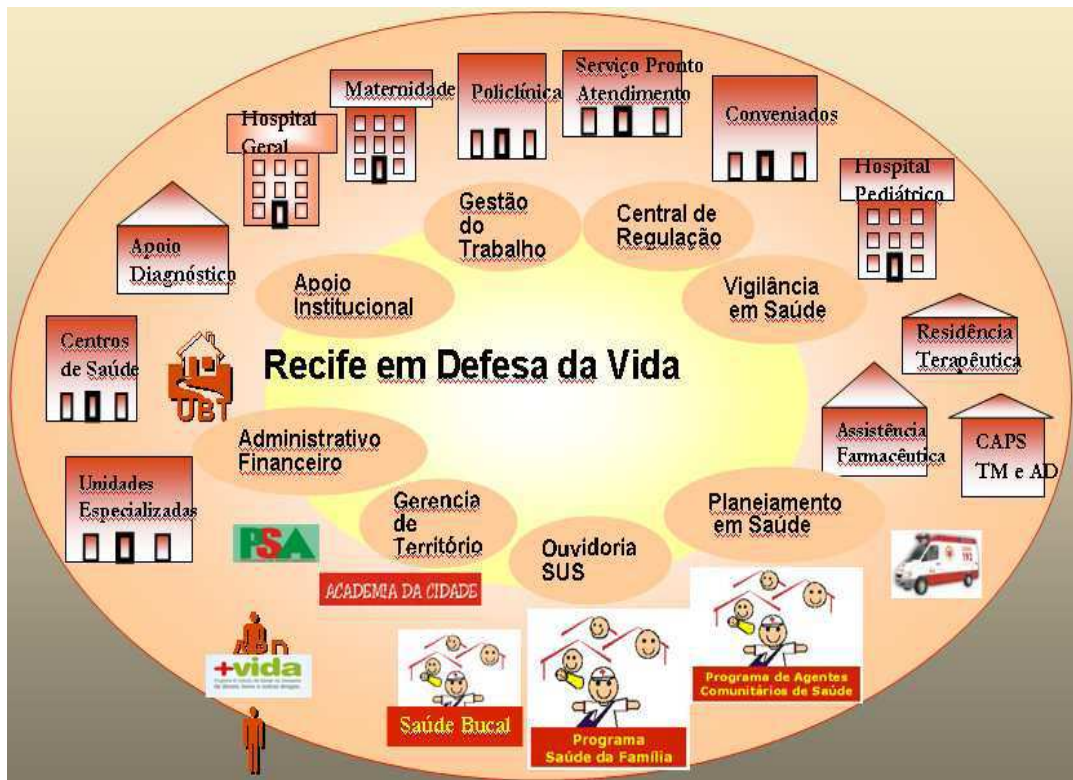 Serviço Pronto
Atendimento
Maternidade
Policlínica
Conveniados
Hospital
Geral
Hospital
Pediátrico
Gestão
do
Trabalho
Central de
Regulação
Apoio
Diagnóstico
Apoio
Institucional
Vigilância
em Saúde
Centros
de Saúde
UBT
Residência
Terapêutica
Recife em Defesa da Vida
Assistência
Farmacêutica
CAPS
TM e AD
Administrativo
Financeiro
Unidades
Especializadas
Gerencia
de
Território
Planejamento
em Saúde
Ouvidoria
SUS
PSA
192
ACADEMIA DA CIDADE
+vida
Saúde Bucal
Programa
Saúde da Família
Programa de Agentes
Comunitários de Saúde